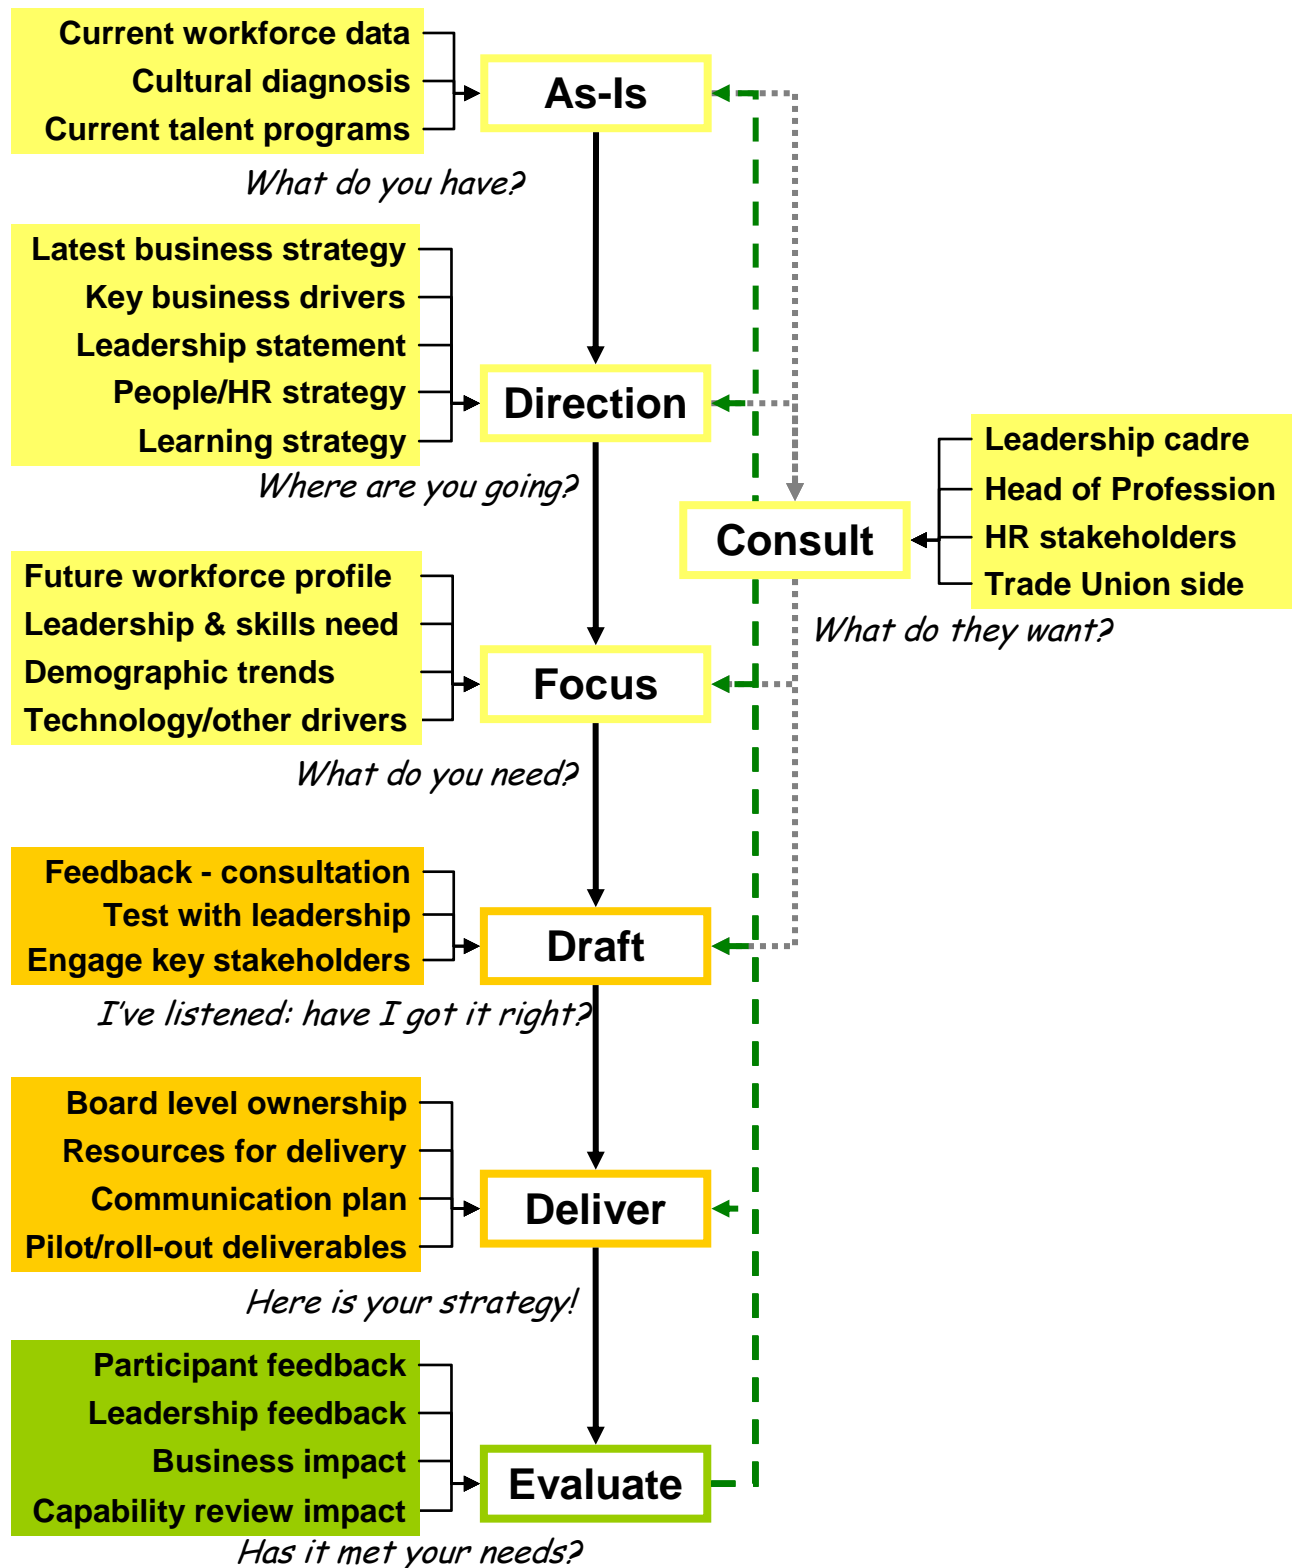 Current workforce data
Cultural diagnosis
Current talent programs
As-Is
What do you have?
Latest business strategy
Key business drivers
Leadership statement
People/HR strategy
Learning strategy
Direction
Where are you going?
Leadership cadre
Head of Profession
HR stakeholders
Trade Union side
Consult
What do they want?
Future workforce profile
Leadership & skills need
Demographic trends
Technology/other drivers
Focus
What do you need?
Feedback - consultation
Test with leadership
Engage key stakeholders
Draft
I've listened: have I got it right?
Board level ownership
Resources for delivery
Communication plan
Pilot/roll-out deliverables
Deliver
Here is your strategy!
Participant feedback
Leadership feedback
Business impact
Capability review impact
Evaluate
Has it met your needs?